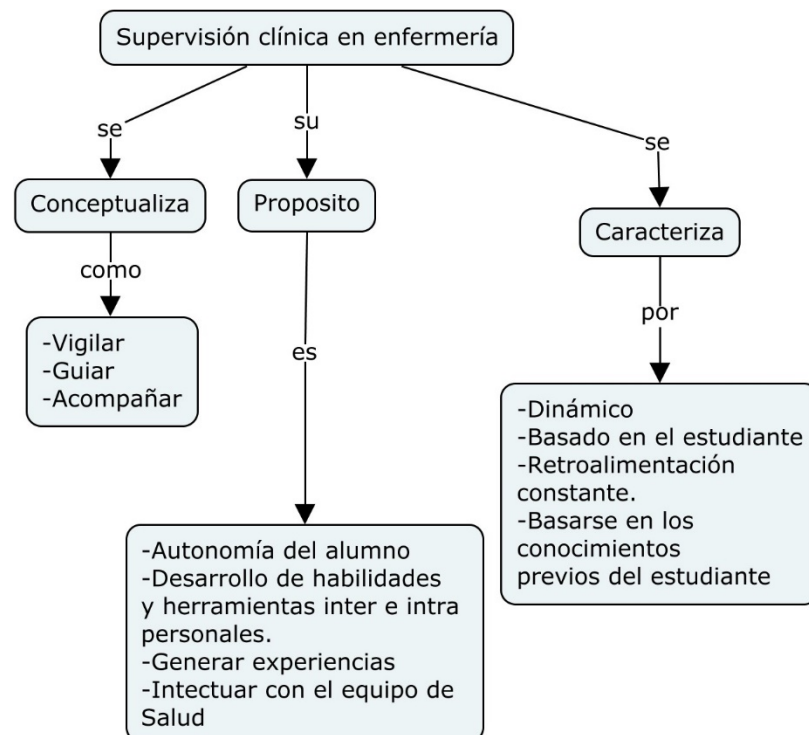 Supervisión clínica en enfermería
se
su
se
Conceptualiza
Proposito
Caracteriza
como
es
por
-Vigilar
-Guiar
-Acompañar
-Dinámico
-Basado en el estudiante
-Retroalimentación
constante.
-Basarse en los
conocimientos
previos del estudiante
-Autonomía del alumno
-Desarrollo de habilidades
y herramientas inter e intra
personales.
-Generar experiencias
-Intectuar con el equipo de
Salud